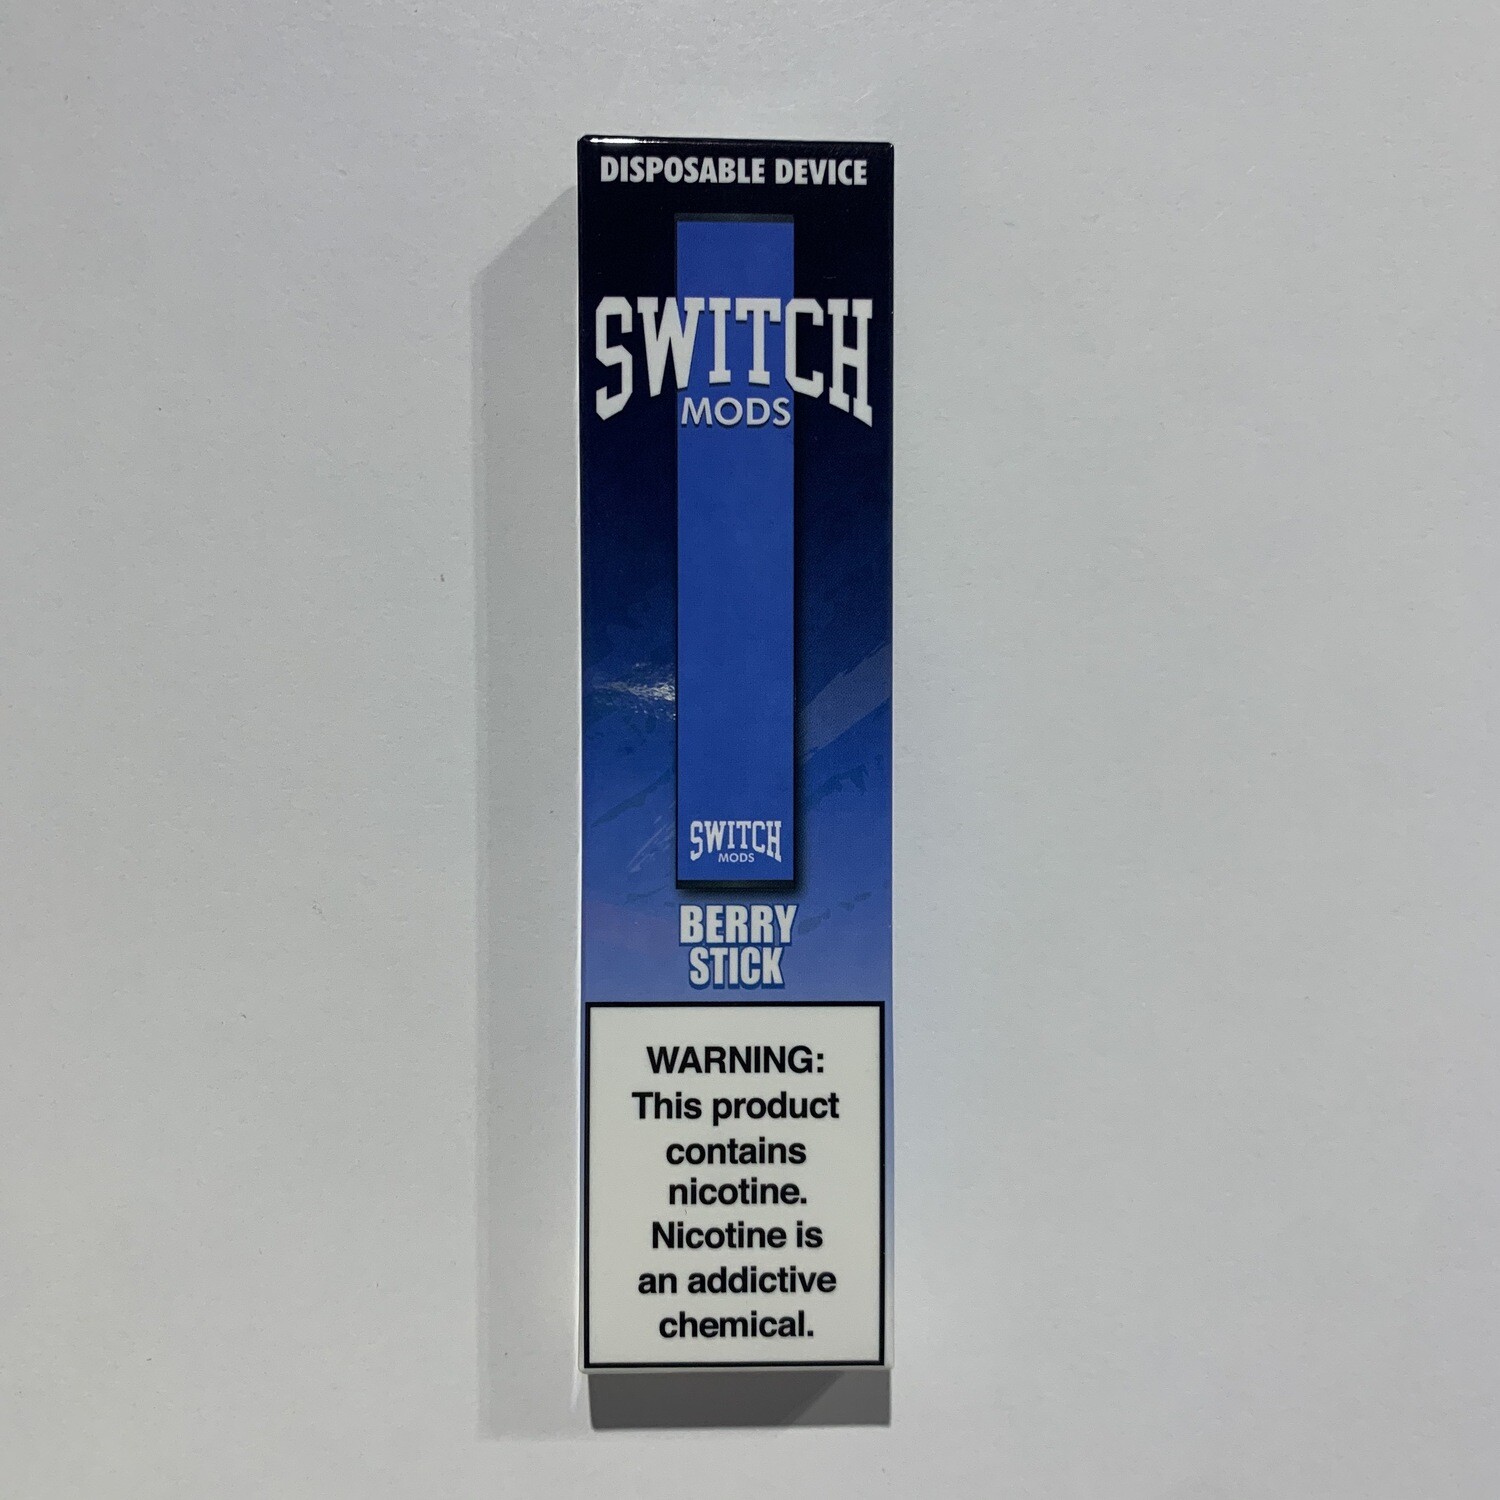 DISPOSABLE DEVICE
SWITCH
MODS
SWITCH
MODS
BERRY
STICK
WARNING:
This product
contains
nicotine.
Nicotine is
an addictive
chemical.